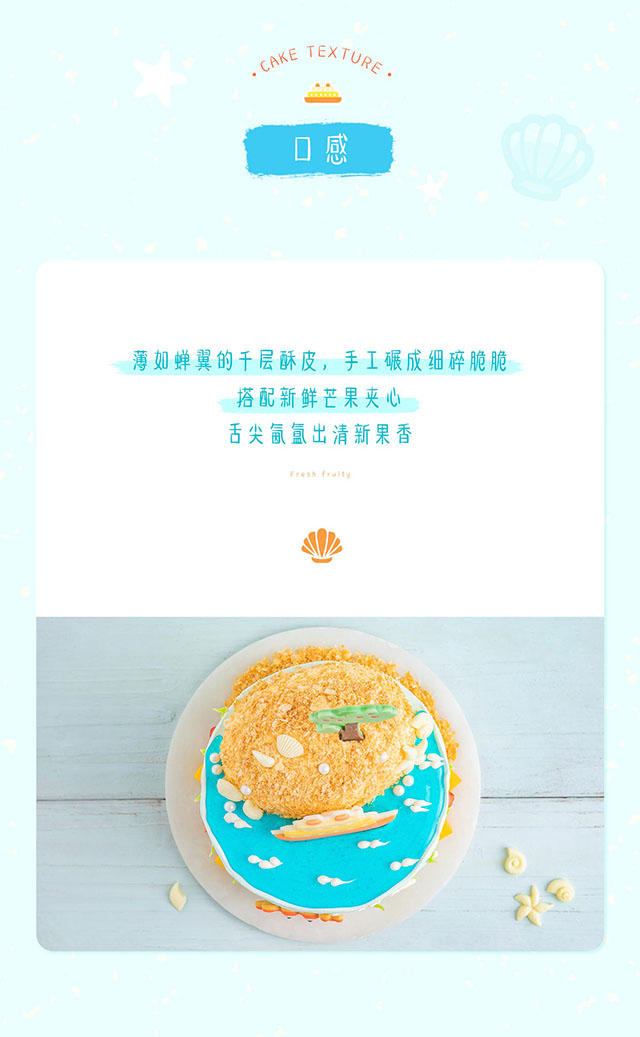 CAKE TEXTURE
口感
薄如蝉翼的千层酥皮，手工碾成细碎脆脆
搭配新鲜芒果夹心
舌尖氤氲出清新果香
Fresh fruity